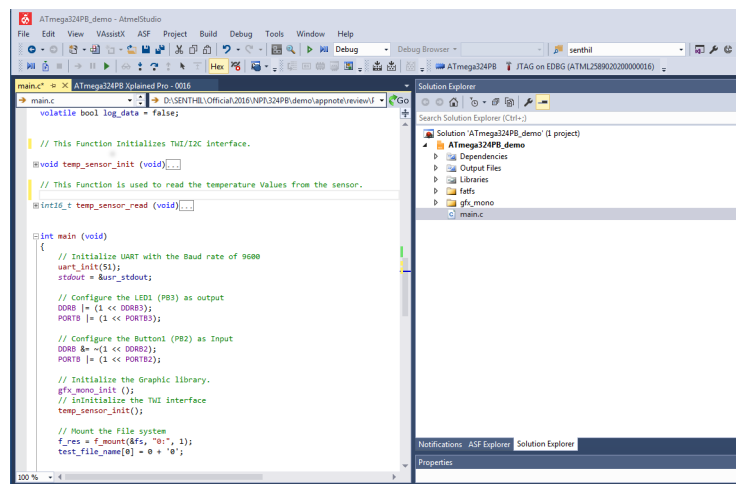 ATmega324PB_demo - AtmelStudio
File Edit View VAssistX ASF Project Build Debug Tools Window Help
Debug Debug Browser senthil
Hex ATmega324PB JTAG on EDBG (ATML2589020200000016)
main.c* ATmega324PB Xplained Pro - 0016
main.c D:\SENTHIL\Official\2016\NPI\324PB\demo\appnote\review\F Go
volatile bool log_data = false;
// This Function Initializes TWI/I2C interface.
void temp_sensor_init (void)...
// This Function is used to read the temperature Values from the sensor.
int16_t temp_sensor_read (void)...
int main (void)
{
// Initialize UART with the Baud rate of 9600
uart_init(51);
stdout = &usr_stdout;
// Configure the LED1 (PB3) as output
DDRB |= (1 << DDRB3);
PORTB |= (1 << PORTB3);
// Configure the Button1 (PB2) as Input
DDRB &= ~(1 << DDRB2);
PORTB |= (1 << PORTB2);
// Initialize the Graphic library.
gfx_mono_init ();
// inInitialize the TWI interface
temp_sensor_init();
// Mount the File system
f_res = f_mount(&fs, "0:", 1);
test_file_name[0] = 0 + '0';
100 %
Solution Explorer
Search Solution Explorer (Ctrl+;)
Solution 'ATmega324PB_demo' (1 project)
ATmega324PB_demo
Dependencies
Output Files
Libraries
fatfs
gfx_mono
main.c
Notifications ASF Explorer Solution Explorer
Properties